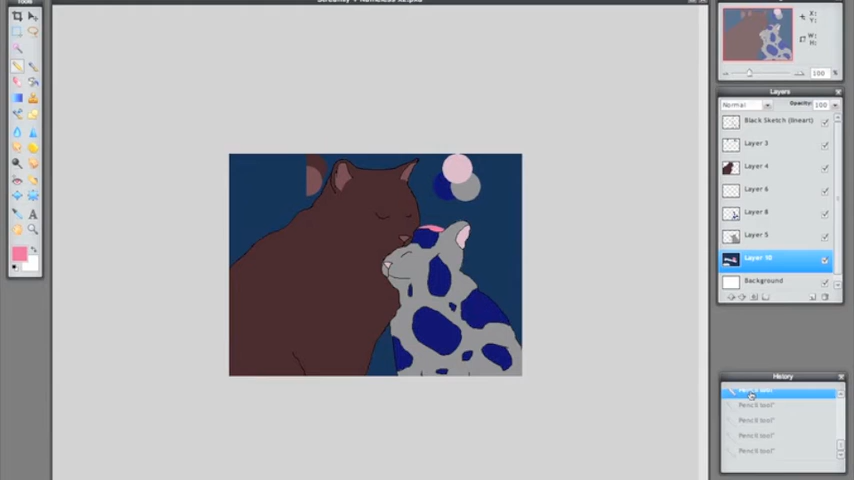 X:
Y:
W:
H:
100 %
Layers
Normal Opacity: 100
Black Sketch (lineart)
Layer 3
Layer 4
Layer 6
Layer 8
Layer 5
Layer 10
Background
History
Pencil tool*
Pencil tool*
Pencil tool*
Pencil tool*